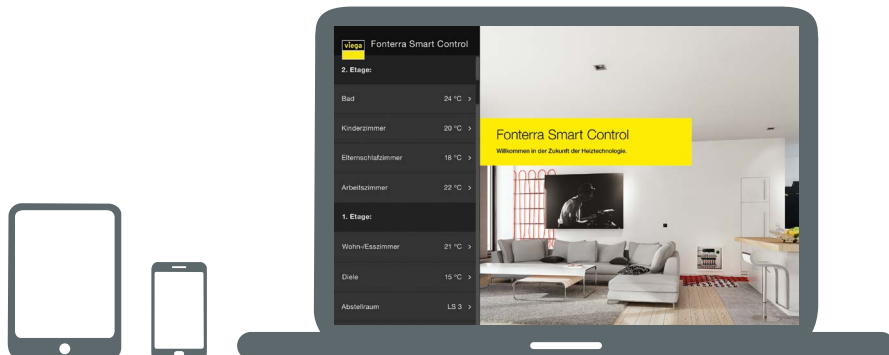 viega
Fonterra Smart Control
2. Etage:
Bad 24 °C >
Kinderzimmer 20 °C >
Elternschlafzimmer 18 °C >
Arbeitszimmer 22 °C >
1. Etage:
Wohn-/Esszimmer 21 °C >
Diele 15 °C >
Abstellraum LS 3 >
Fonterra Smart Control
Willkommen in der Zukunft der Heiztechnologie.